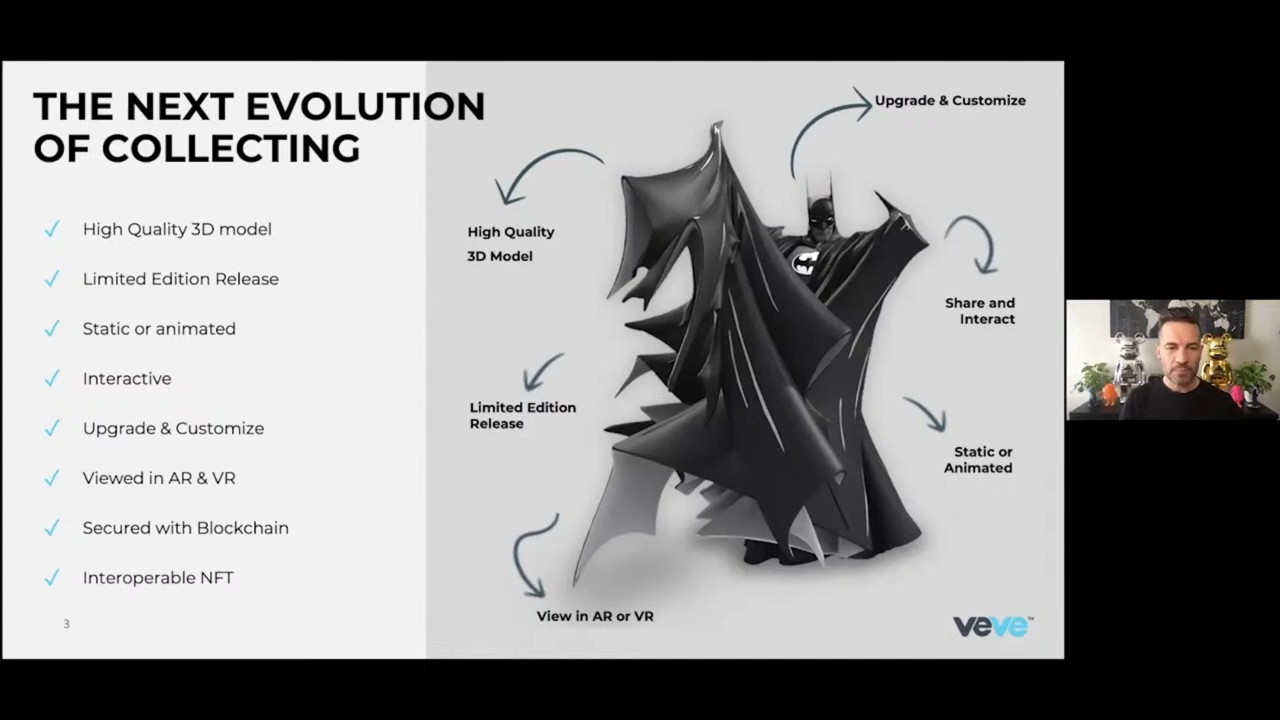 THE NEXT EVOLUTION
OF COLLECTING
✓ High Quality 3D model
✓ Limited Edition Release
✓ Static or animated
✓ Interactive
✓ Upgrade & Customize
✓ Viewed in AR & VR
✓ Secured with Blockchain
✓ Interoperable NFT
3
Upgrade & Customize
High Quality
3D Model
Share and
Interact
Limited Edition
Release
Static or
Animated
View in AR or VR
veve™